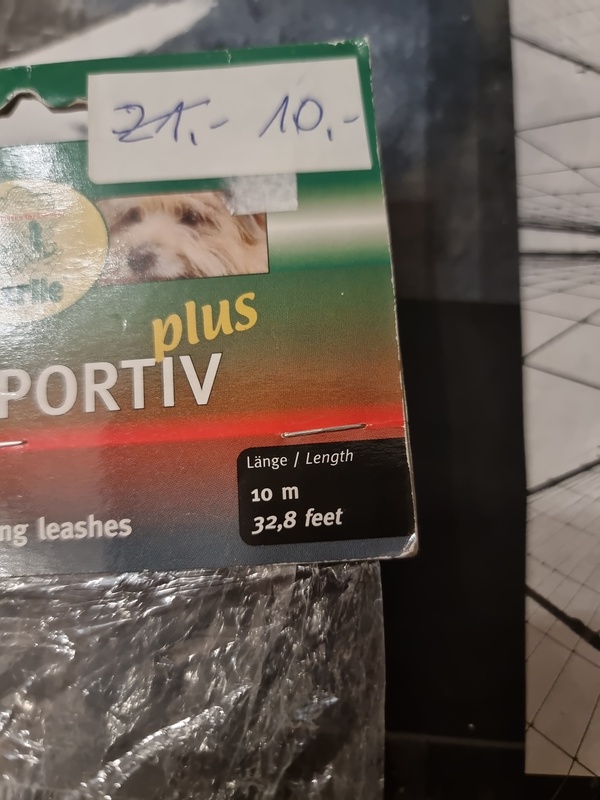 21,- 10,-
plus
PORTIV
Länge / Length
10 m
32,8 feet
ng leashes